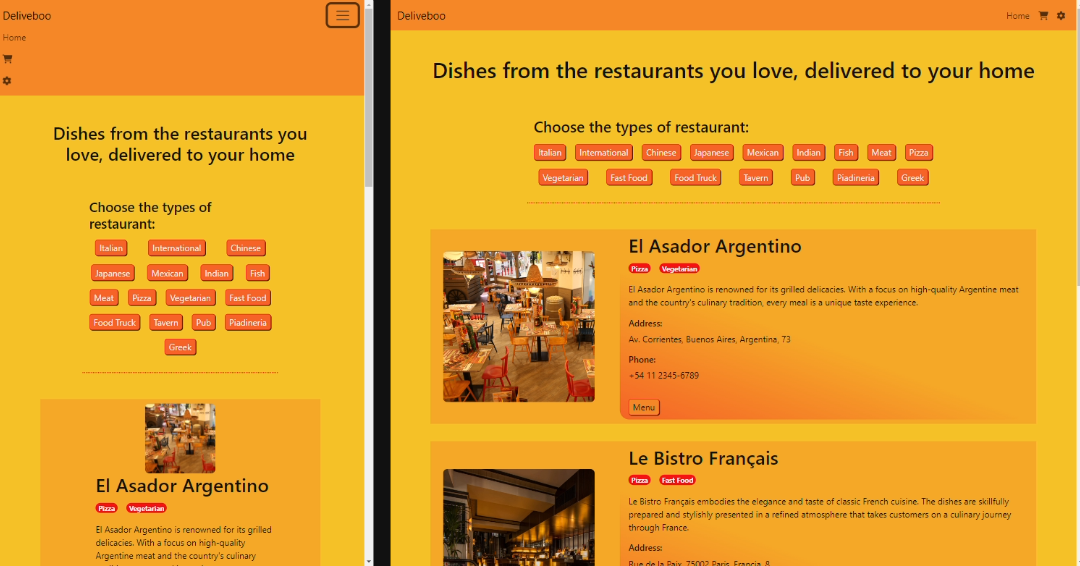 Deliveboo
Home
Dishes from the restaurants you
love, delivered to your home
Choose the types of
restaurant:
Italian International Chinese
Japanese Mexican Indian Fish
Meat Pizza Vegetarian Fast Food
Food Truck Tavern Pub Piadineria
Greek
El Asador Argentino
Pizza Vegetarian
El Asador Argentino is renowned for its grilled
delicacies. With a focus on high-quality
Argentine meat and the country's culinary
Deliveboo Home
Dishes from the restaurants you love, delivered to your home
Choose the types of restaurant:
Italian International Chinese Japanese Mexican Indian Fish Meat Pizza
Vegetarian Fast Food Food Truck Tavern Pub Piadineria Greek
El Asador Argentino
Pizza Vegetarian
El Asador Argentino is renowned for its grilled delicacies. With a focus on high-quality Argentine meat
and the country's culinary tradition, every meal is a unique taste experience.
Address:
Av. Corrientes, Buenos Aires, Argentina, 73
Phone:
+54 11 2345-6789
Menu
Le Bistro Français
Pizza Fast Food
Le Bistro Français embodies the elegance and taste of classic French cuisine. The dishes are skillfully
prepared and stylishly presented in a refined atmosphere that takes customers on a culinary journey
through France.
Address:
Rue de la Paix, 75002 Paris, Francia, 8